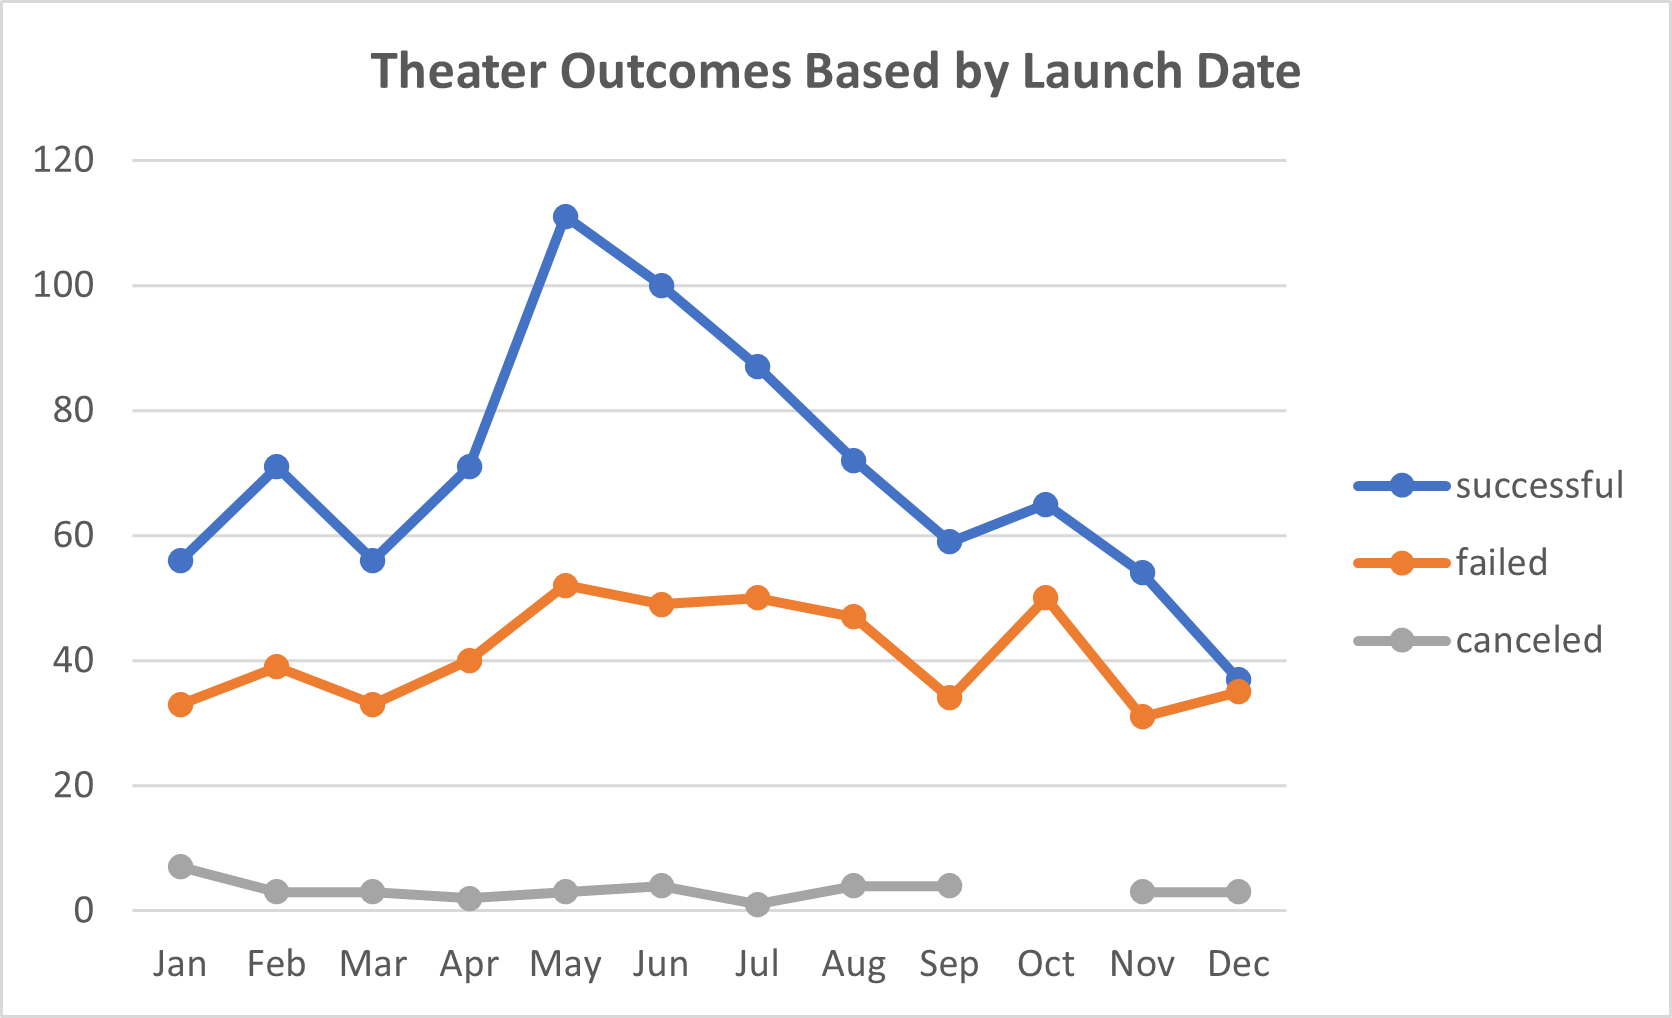 Theater Outcomes Based by Launch Date
120
100
80
60
40
20
0
Jan Feb Mar Apr May Jun Jul Aug Sep Oct Nov Dec
successful
failed
canceled